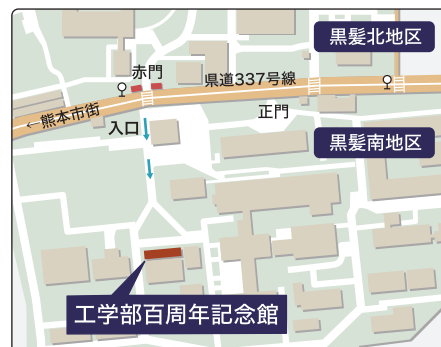 黒髪北地区
赤門
県道337号線
←熊本市街
正門
入口
黒髪南地区
工学部百周年記念館